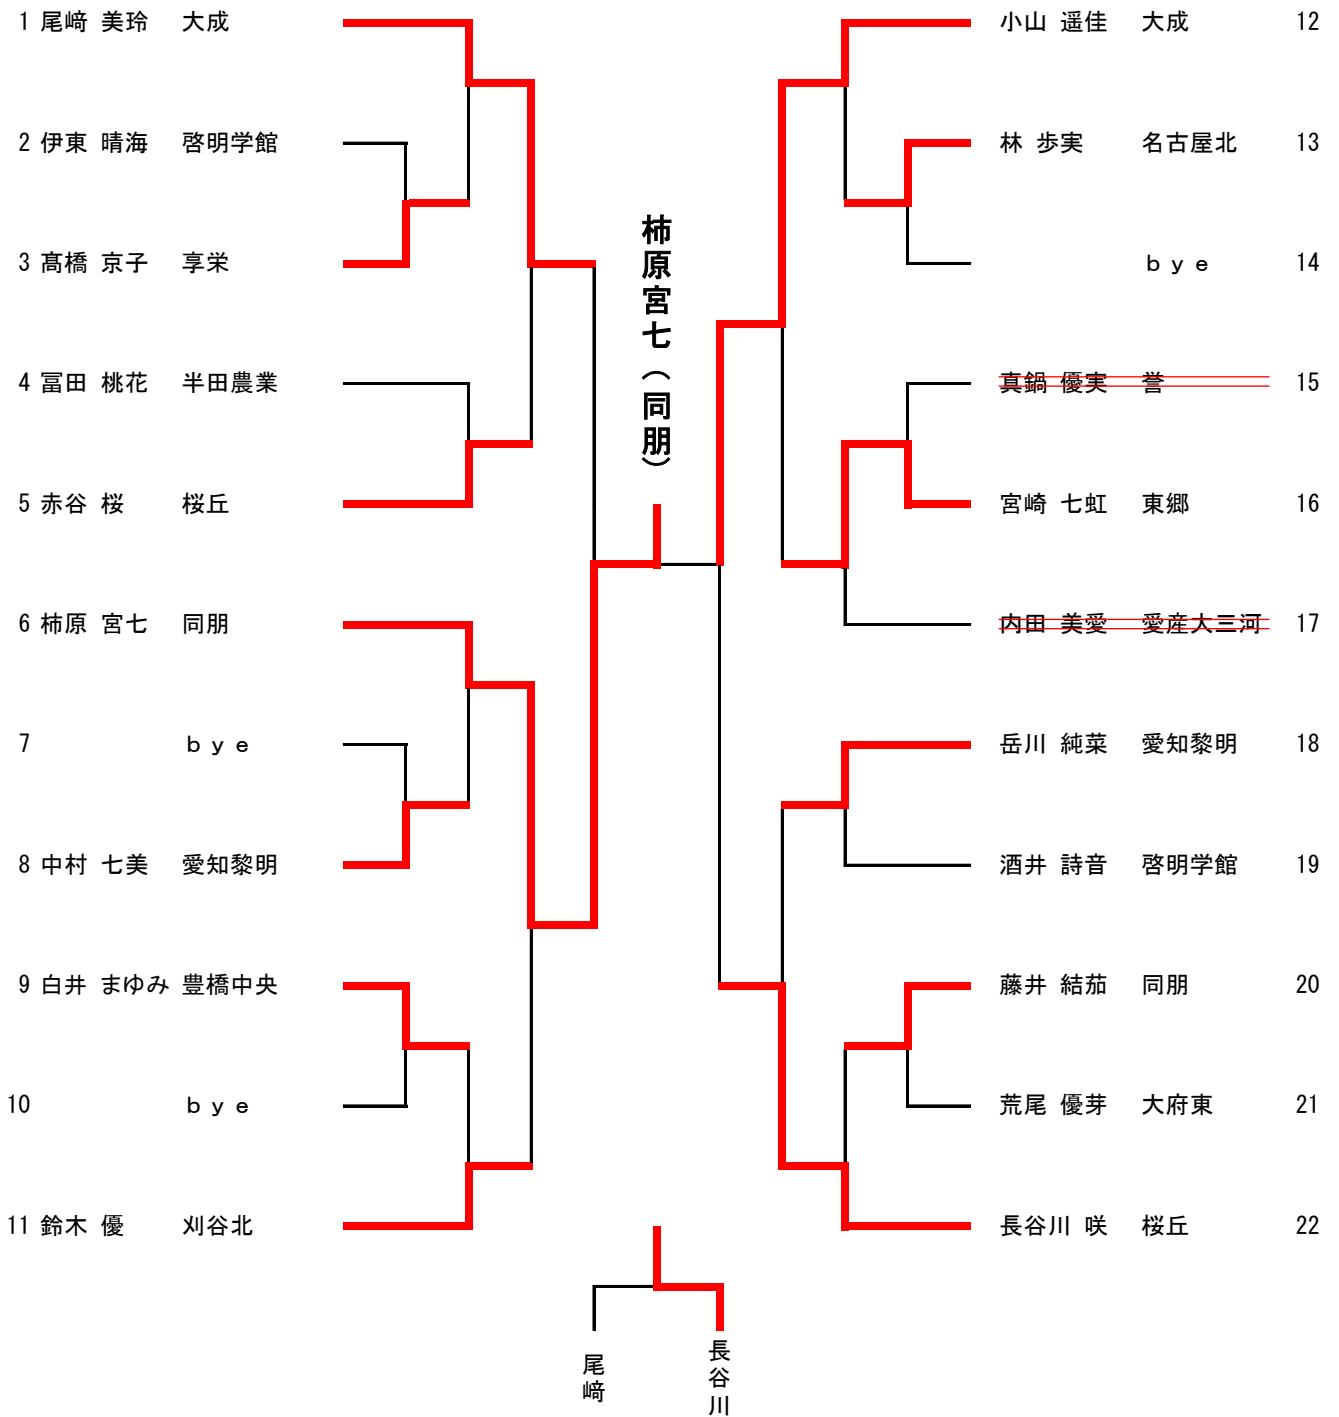 1 尾﨑 美玲 大成
2 伊東 晴海 啓明学館
3 髙橋 京子 享栄
4 冨田 桃花 半田農業
5 赤谷 桜 桜丘
6 柿原 宮七 同朋
7 ｂｙｅ
8 中村 七美 愛知黎明
9 白井 まゆみ 豊橋中央
10 ｂｙｅ
11 鈴木 優 刈谷北
柿原宮七（同朋）
小山 遥佳 大成 12
林 歩実 名古屋北 13
ｂｙｅ 14
真鍋 優実 誉 15
宮崎 七虹 東郷 16
内田 美愛 愛産大三河 17
岳川 純菜 愛知黎明 18
酒井 詩音 啓明学館 19
藤井 結茄 同朋 20
荒尾 優芽 大府東 21
長谷川 咲 桜丘 22
尾﨑
長谷川